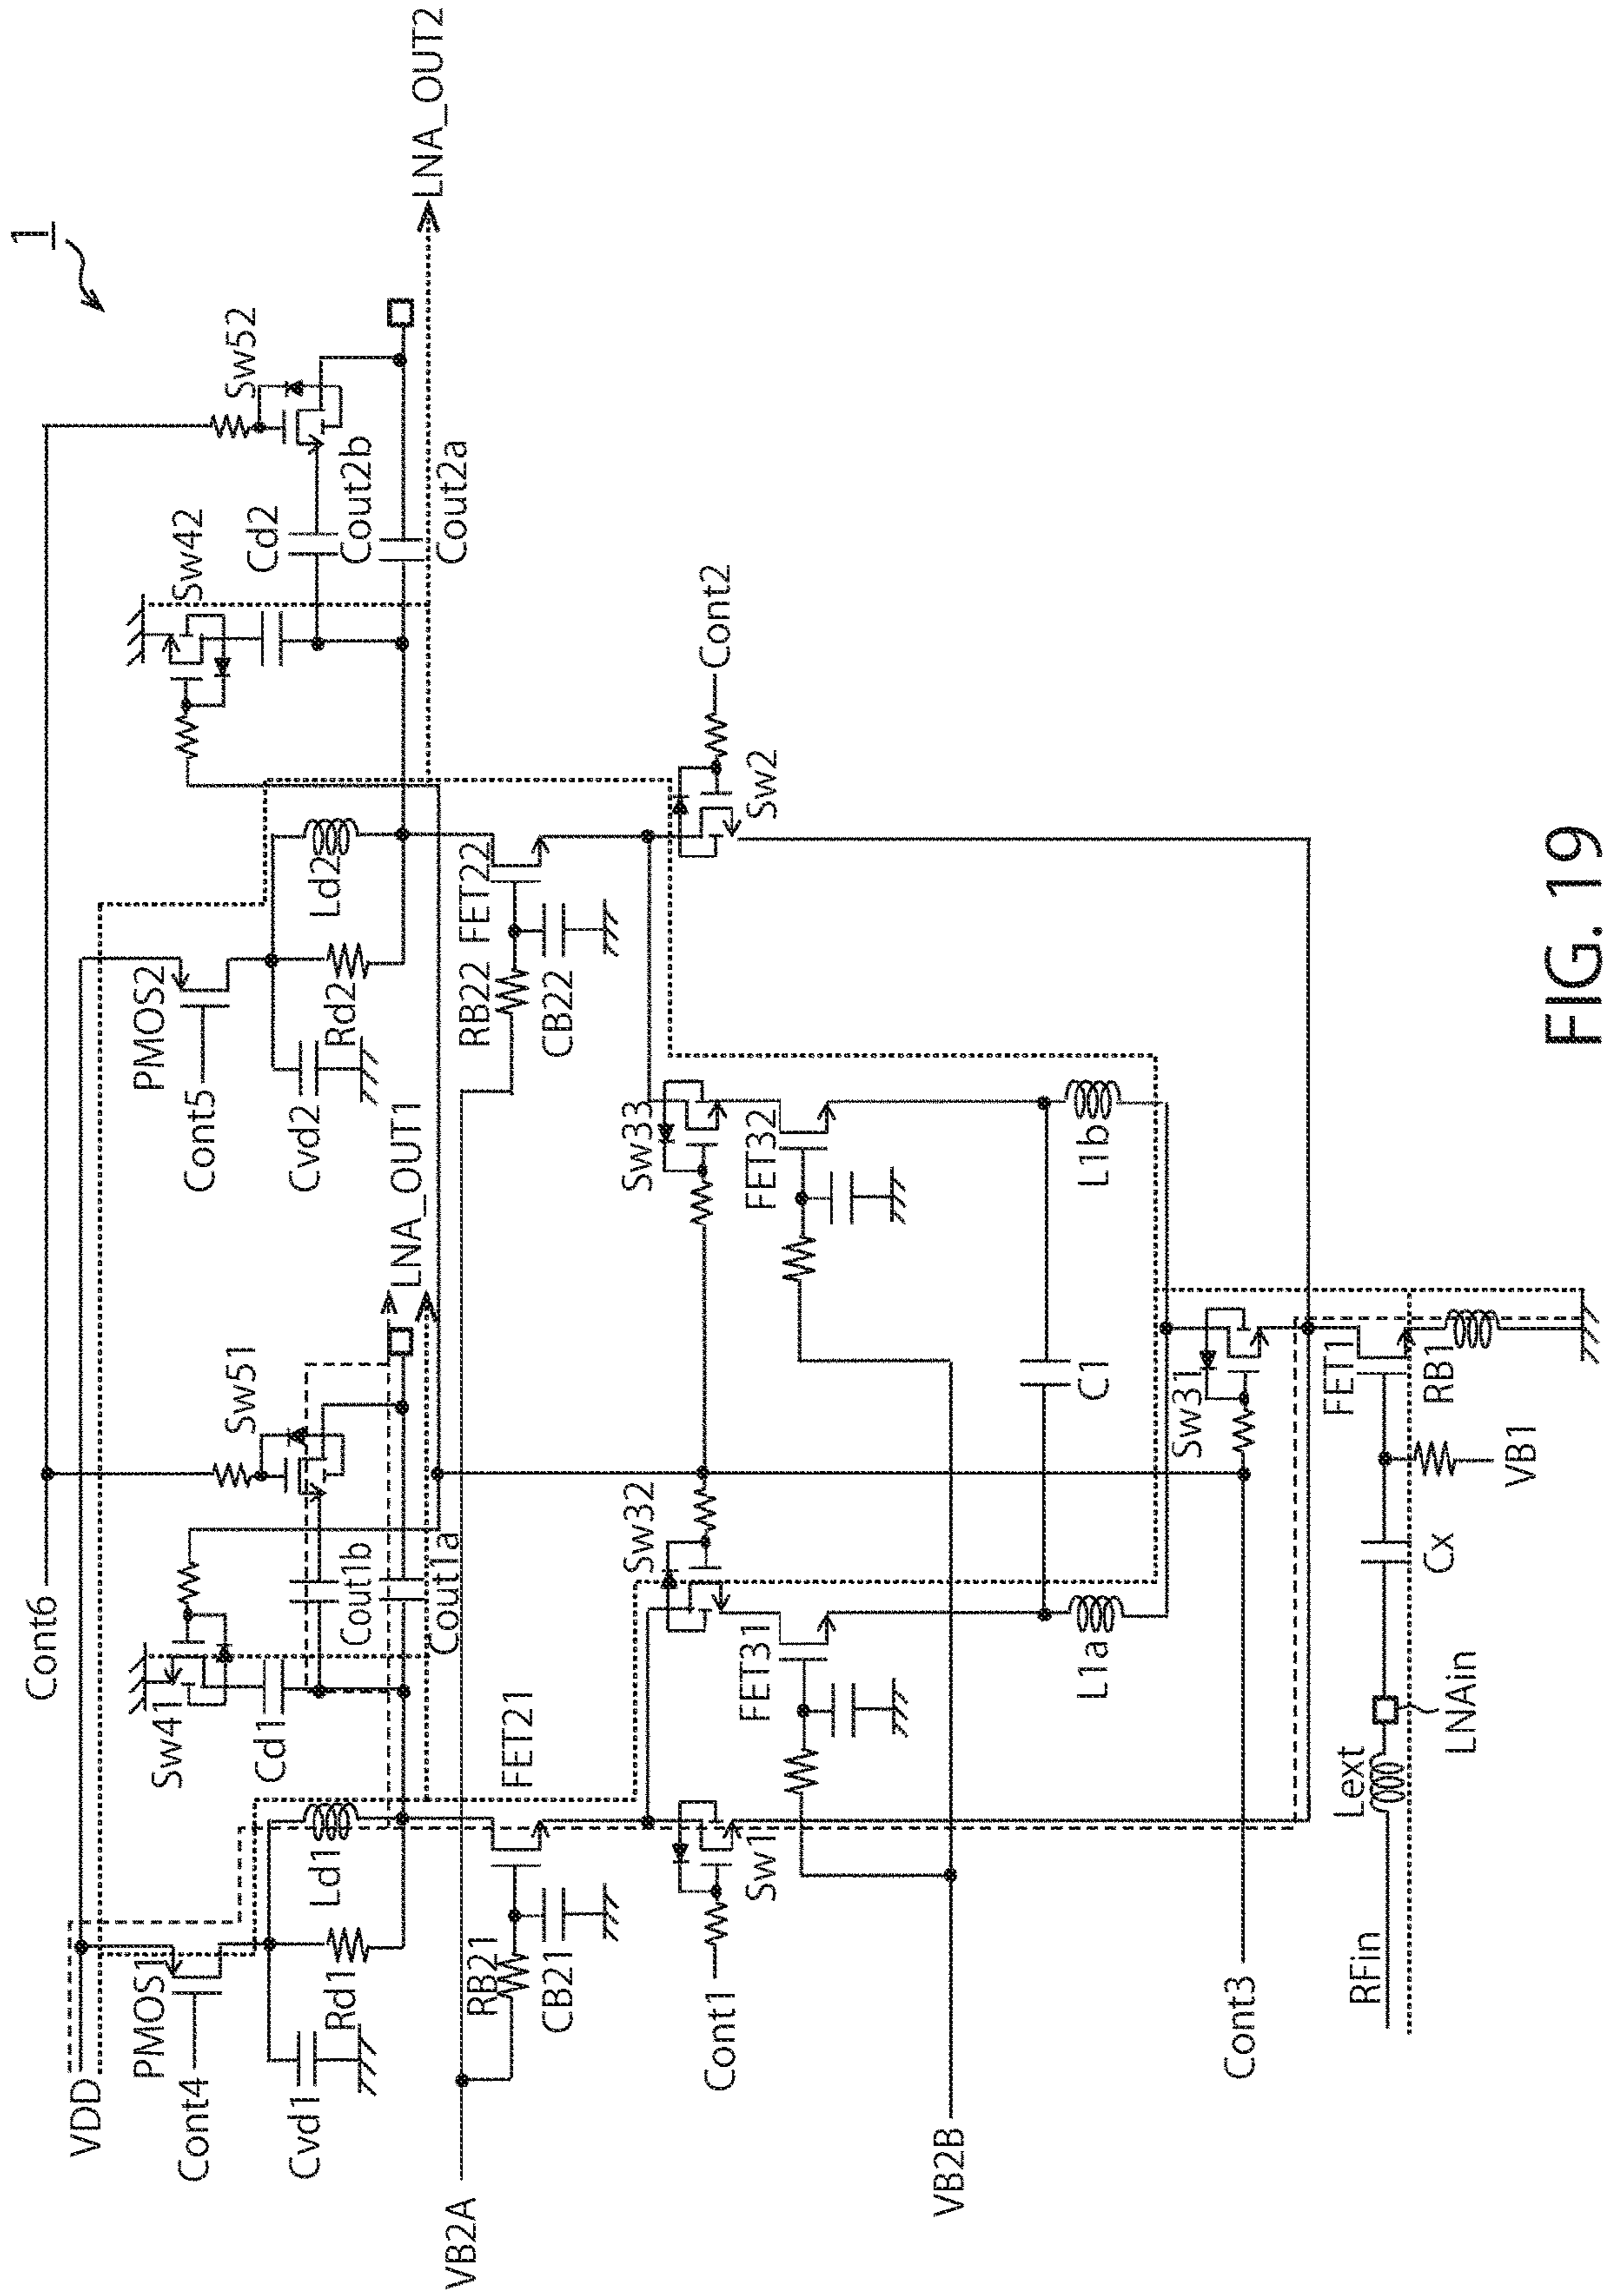 1
Cont6
VDD
PMOS1
Cont4
Cvd1
Rd1
Ld1
Sw41
Cd1
Cout1b
Cout1a
Sw51
LNA_OUT1
PMOS2
Cont5
Cvd2
Rd2
Ld2
Sw42
Cd2
Cout2b
Cout2a
Sw52
LNA_OUT2
VB2A
RB21
CB21
FET21
RB22
FET22
CB22
Cont1
Sw1
Sw32
Sw33
Sw2
Cont2
FET31
FET32
VB2B
L1a
C1
L1b
Cont3
Sw31
RFin
Lext
LNAin
Cx
VB1
FET1
RB1
FIG. 19